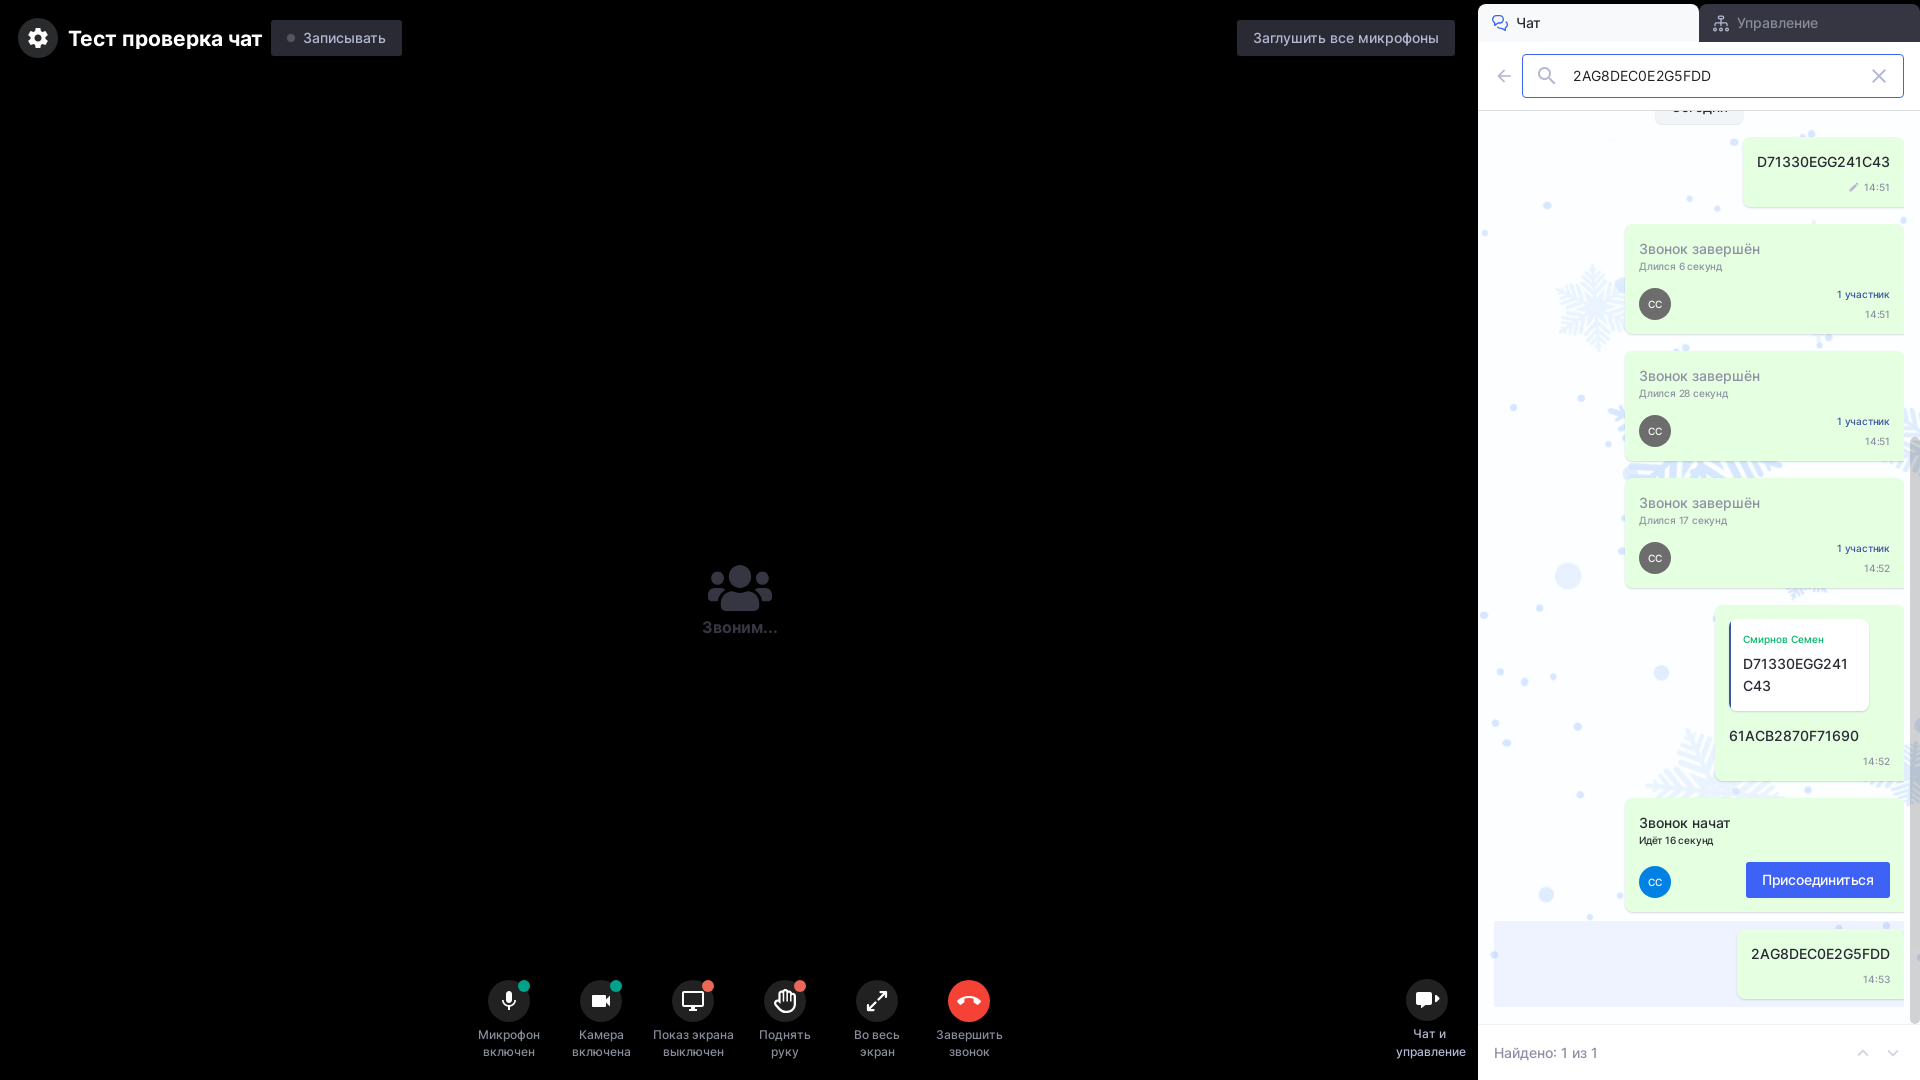 Тест проверка чат
Записывать
Заглушить все микрофоны
Чат
Управление
2AG8DEC0E2G5FDD
D71330EGG241C43
14:51
Звонок завершён
Длился 6 секунд
СС
1 участник
14:51
Звонок завершён
Длился 28 секунд
СС
1 участник
14:51
Звонок завершён
Длился 17 секунд
СС
1 участник
14:52
Смирнов Семен
D71330EGG241
C43
61ACB2870F71690
14:52
Звонок начат
Идёт 16 секунд
СС
Присоединиться
2AG8DEC0E2G5FDD
14:53
Найдено: 1 из 1
Звоним...
Микрофон
включен
Камера
включена
Показ экрана
выключен
Поднять
руку
Во весь
экран
Завершить
звонок
Чат и
управление